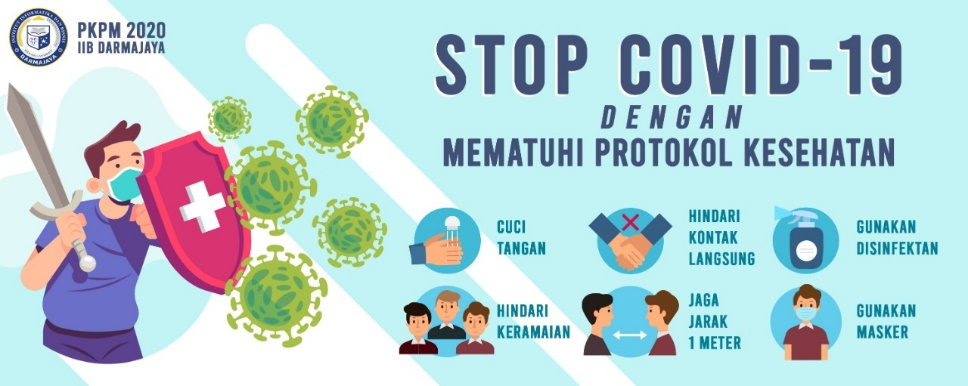 PKPM 2020
IIB DARMAJAYA
STOP COVID-19
DENGAN
MEMATUHI PROTOKOL KESEHATAN
CUCI
TANGAN
HINDARI
KONTAK
LANGSUNG
GUNAKAN
DISINFEKTAN
HINDARI
KERAMAIAN
JAGA
JARAK
1 METER
GUNAKAN
MASKER
DARMAJAYA